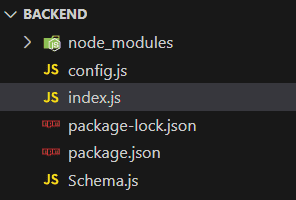 BACKEND
node_modules
JS config.js
JS index.js
package-lock.json
package.json
JS Schema.js